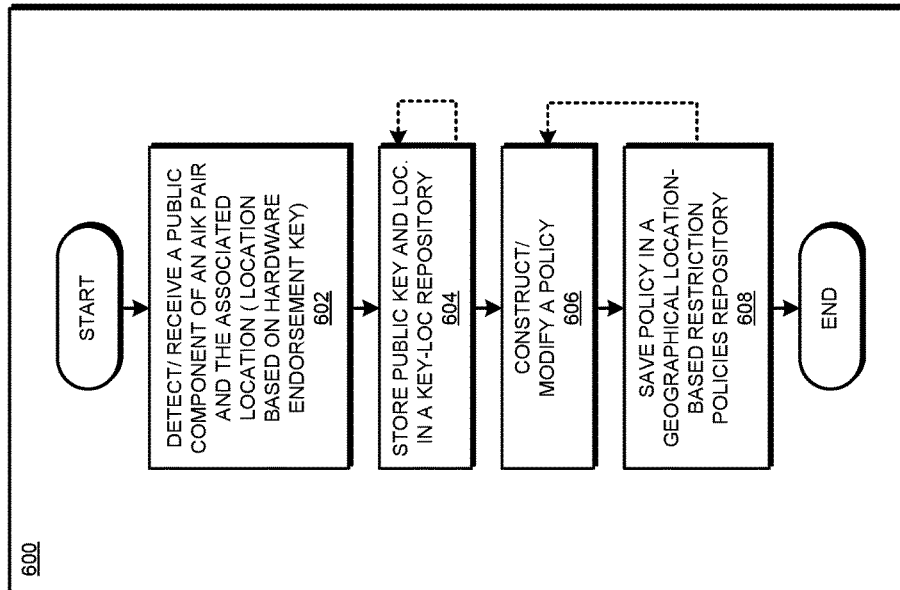 600
START
DETECT/ RECEIVE A PUBLIC
COMPONENT OF AN AIK PAIR
AND THE ASSOCIATED
LOCATION ( LOCATION
BASED ON HARDWARE
ENDORSEMENT KEY)
602
STORE PUBLIC KEY AND LOC.
IN A KEY-LOC REPOSITORY
604
CONSTRUCT/
MODIFY A POLICY
606
SAVE POLICY IN A
GEOGRAPHICAL LOCATION-
BASED RESTRICTION
POLICIES REPOSITORY
608
END